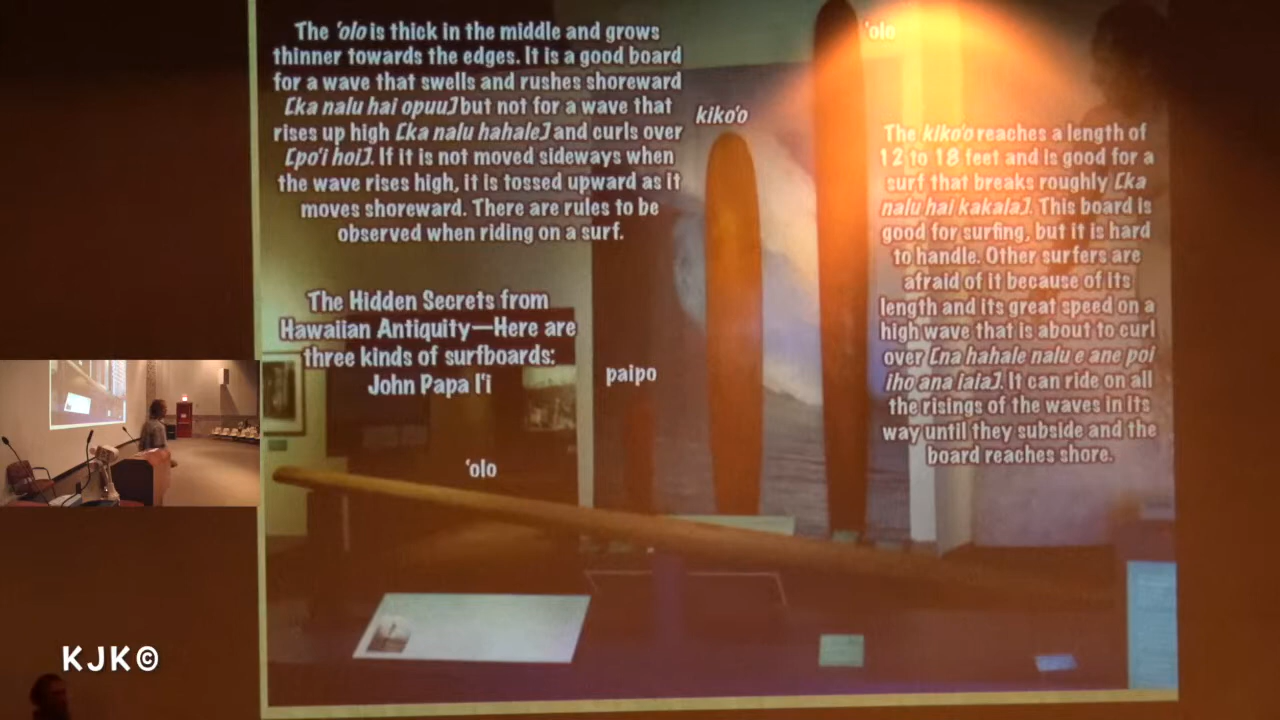 The ʻolo is thick in the middle and grows
thinner towards the edges. It is a good board
for a wave that swells and rushes shoreward
[ka nalu hai opuu] but not for a wave that
rises up high [ka nalu hahale] and curls over
[poʻi hoi]. If it is not moved sideways when
the wave rises high, it is tossed upward as it
moves shoreward. There are rules to be
observed when riding on a surf.
The Hidden Secrets from
Hawaiian Antiquity—Here are
three kinds of surfboards:
John Papa Iʻi
ʻolo
paipo
kikoʻo
ʻolo
The kikoʻo reaches a length of
12 to 18 feet and is good for a
surf that breaks roughly [ka
nalu hai kakala]. This board is
good for surfing, but it is hard
to handle. Other surfers are
afraid of it because of its
length and its great speed on a
high wave that is about to curl
over [na hahale nalu e ane poi
iho ana iaia]. It can ride on all
the risings of the waves in its
way until they subside and the
board reaches shore.
KJK©